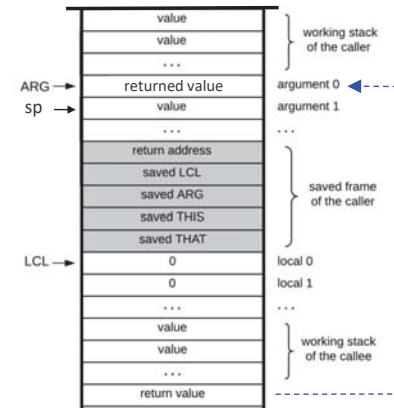 value
value
working stack
of the caller
...
ARG
returned value
argument 0
sp
value
argument 1
...
...
return address
saved LCL
saved ARG
saved THIS
saved THAT
saved frame
of the caller
LCL
0
local 0
0
local 1
...
...
value
value
working stack
of the callee
...
return value